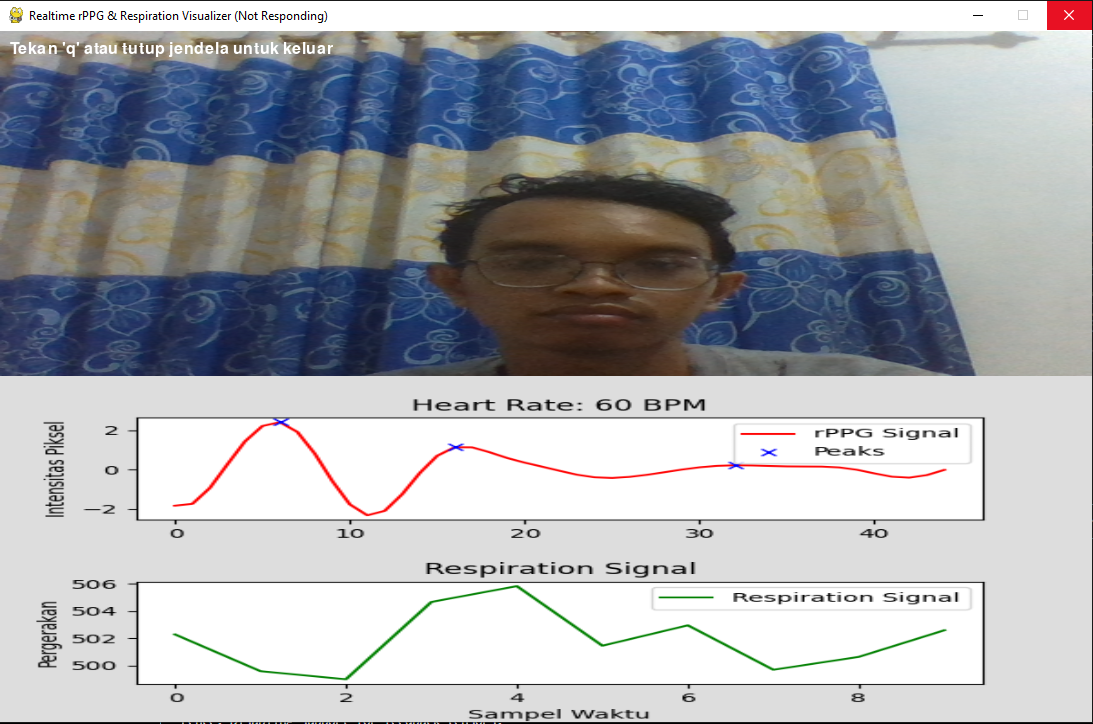 Realtime rPPG & Respiration Visualizer (Not Responding)
Tekan 'q' atau tutup jendela untuk keluar
Heart Rate: 60 BPM
Intensitas Piksel
2
0
−2
rPPG Signal
Peaks
0 10 20 30 40
Respiration Signal
Pergerakan
506
504
502
500
Respiration Signal
0 2 4 6 8
Sampel Waktu